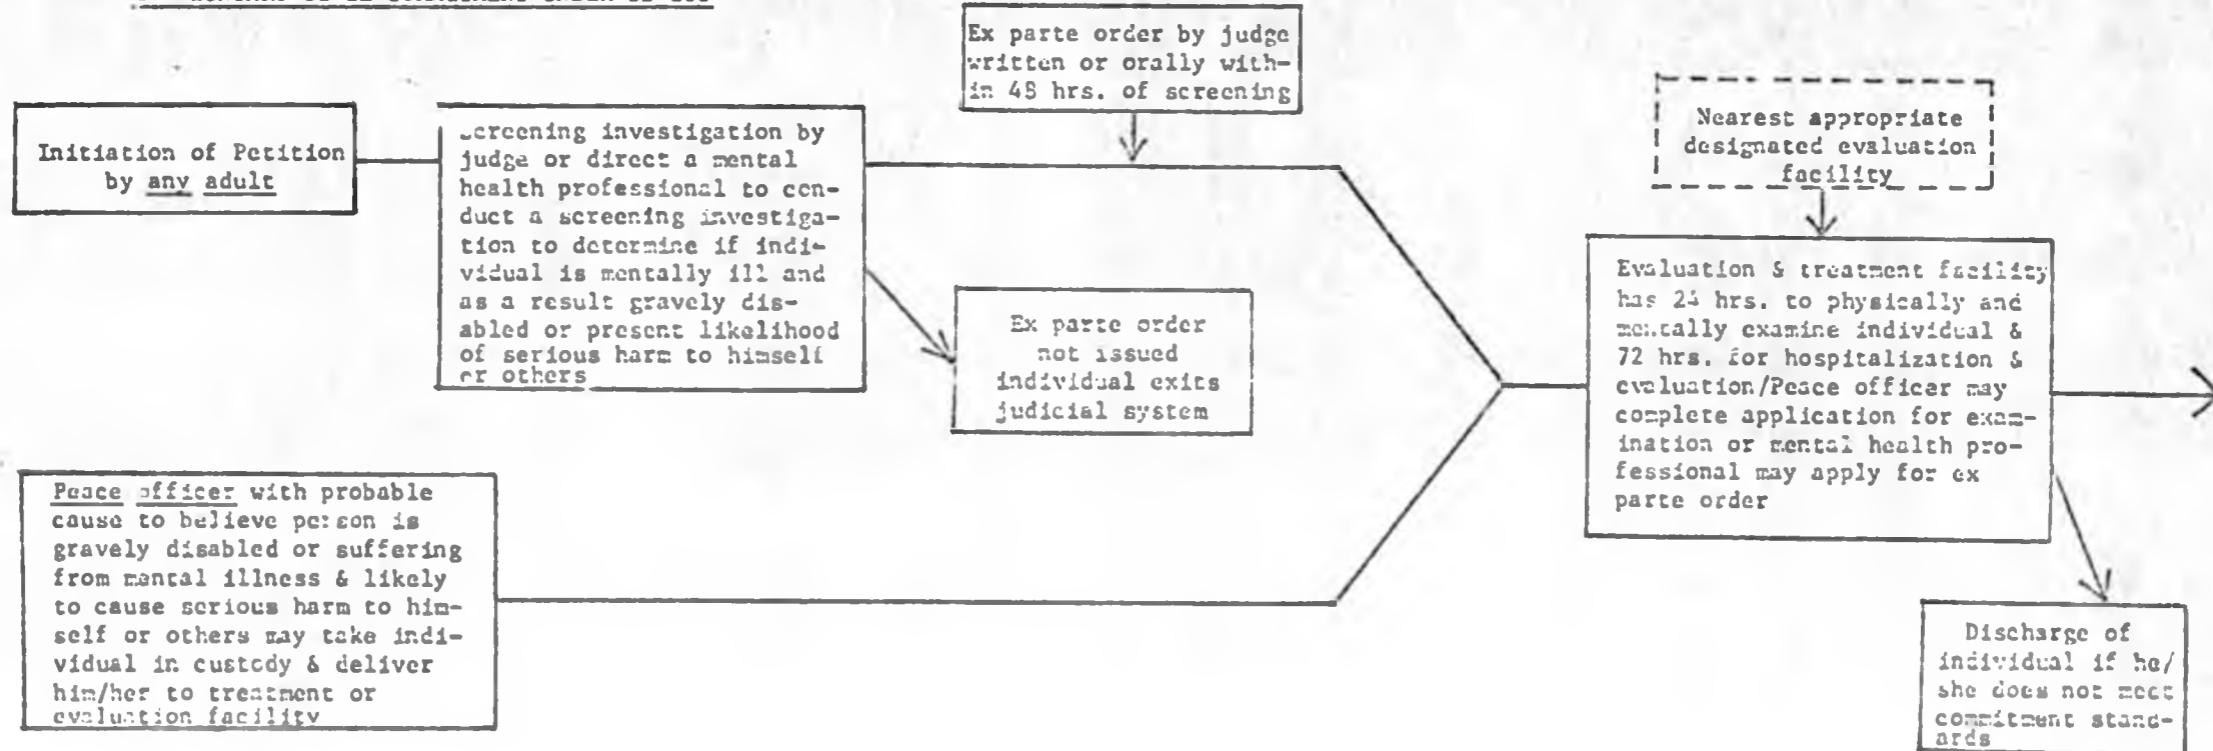 Ex parte order by judge
written or orally with-
in 48 hrs. of screening
Initiation of Petition
by any adult
screening investigation by
judge or direct a mental
health professional to con-
duct a screening investiga-
tion to determine if indi-
vidual is mentally ill and
as a result gravely dis-
abled or present likelihood
of serious harm to himself
or others
Ex parte order
not issued
individual exits
judicial system
Nearest appropriate
designated evaluation
facility
Evaluation & treatment facility
has hrs. to physically and
mentally examine individual &
72 hrs. for hospitalization &
evaluation/Peace officer may
complete application for exam-
ination or mental health pro-
fessional may apply for ex
parte order
Peace officer with probable
cause to believe person is
gravely disabled or suffering
from mental illness & likely
to cause serious harm to him-
self or others may take indi-
vidual in custody & deliver
him/her to treatment or
evaluation facility
Discharge of
individual if he/
she does not meet
commitment stand-
ards